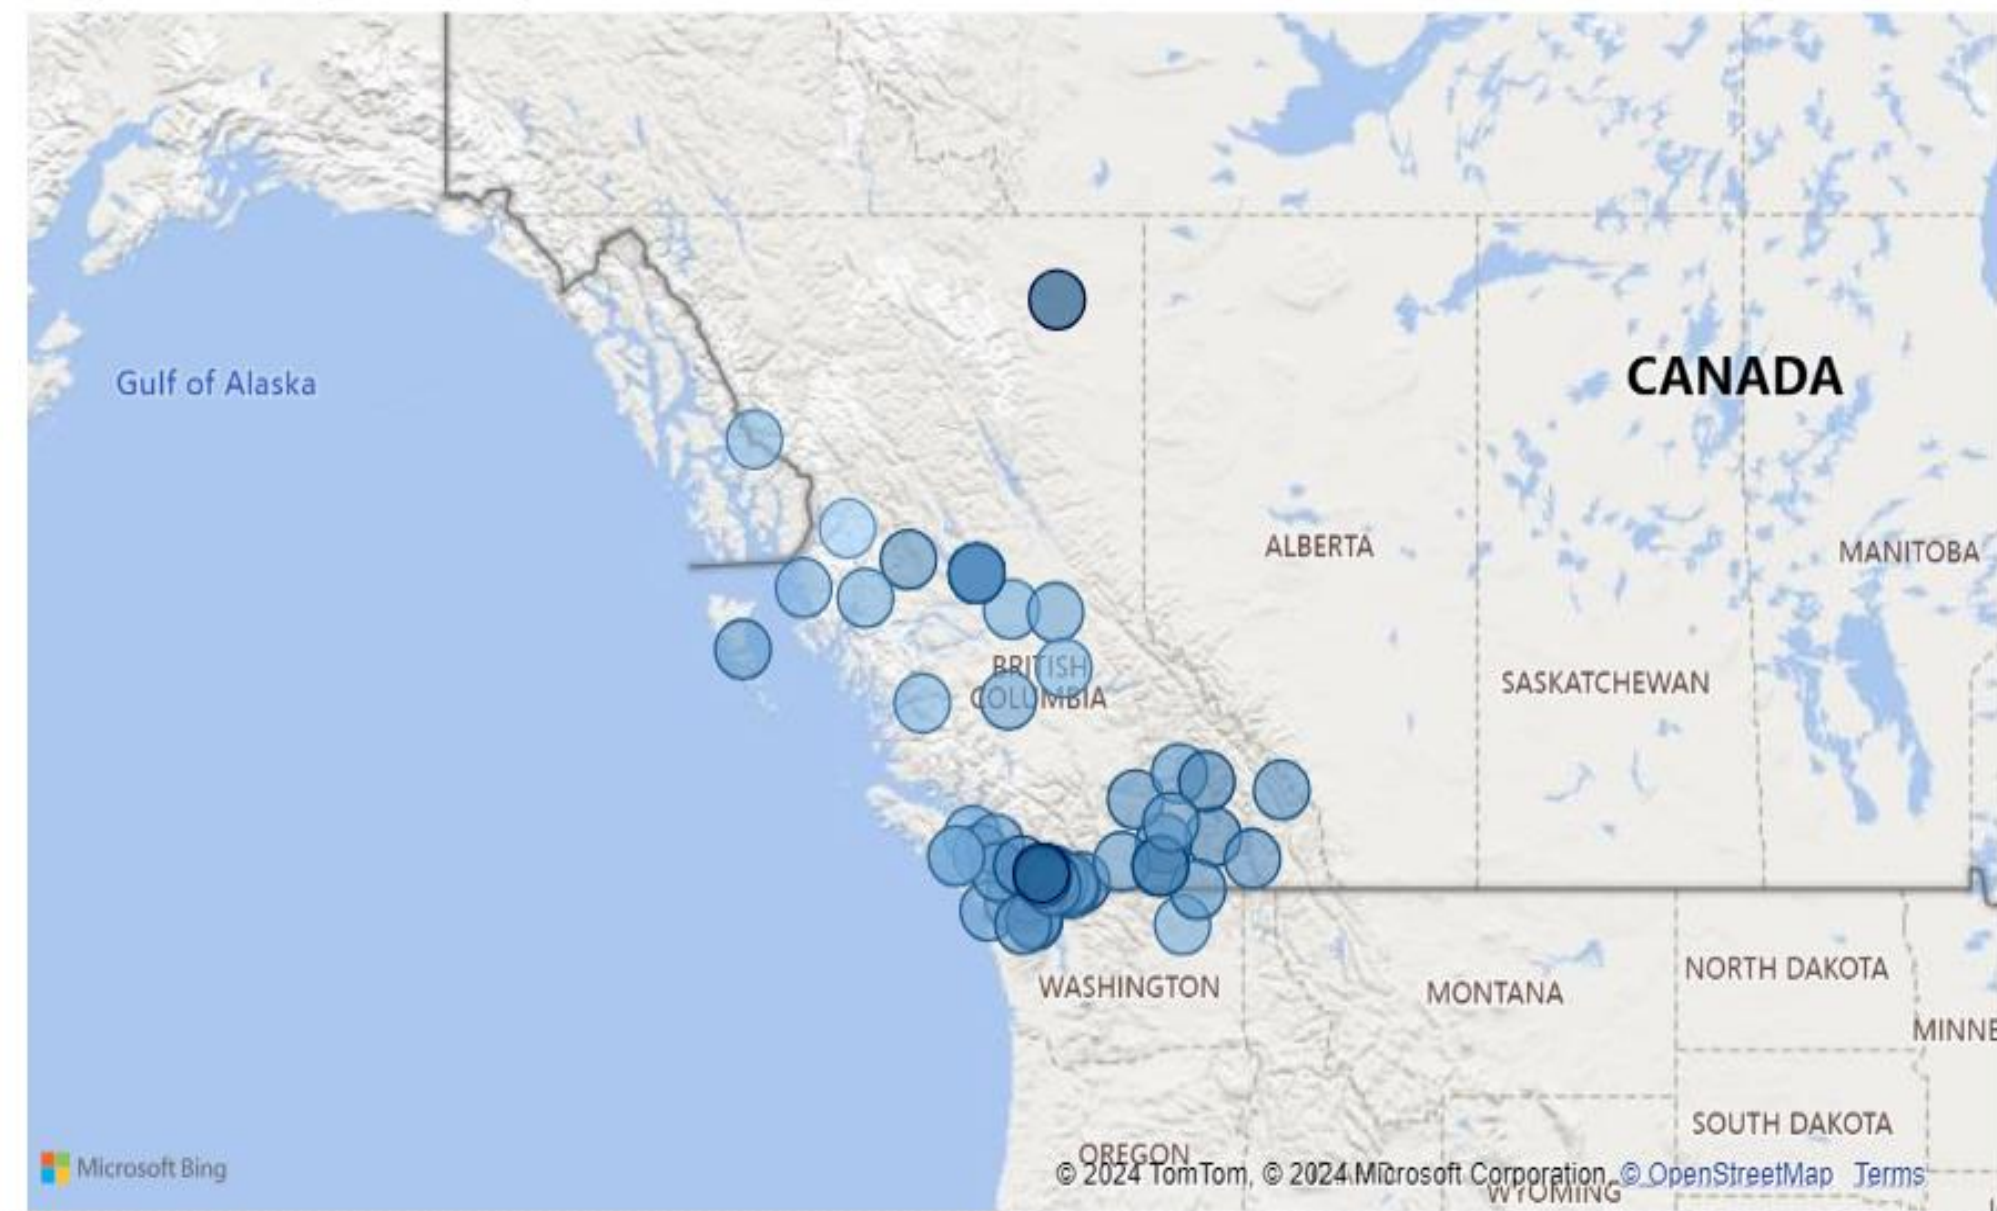 Gulf of Alaska
CANADA
ALBERTA
MANITOBA
BRITISH
COLUMBIA
SASKATCHEWAN
WASHINGTON
MONTANA
NORTH DAKOTA
MINNE
SOUTH DAKOTA
OREGON
Microsoft Bing
© 2024 TomTom, © 2024 Microsoft Corporation, © OpenStreetMap Terms
WYOMING